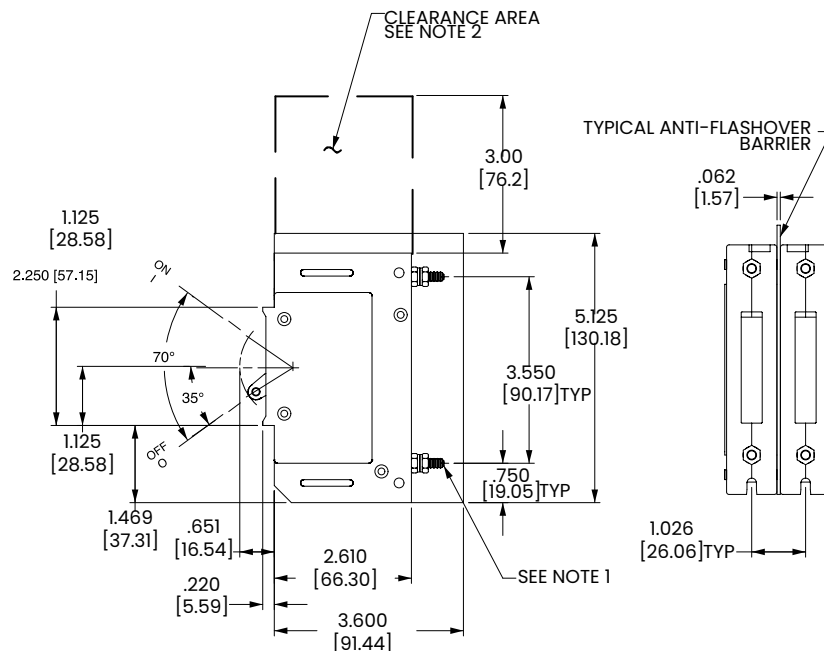 CLEARANCE AREA
SEE NOTE 2
TYPICAL ANTI-FLASHOVER
BARRIER
3.00
[76.2]
.062
[1.57]
1.125
[28.58]
ON
I
2.250 [57.15]
5.125
[130.18]
70°
3.550
[90.17]TYP
35°
1.125
[28.58]
OFF
O
.750
[19.05]TYP
1.469
[37.31]
.651
[16.54]
2.610
[66.30]
1.026
[26.06]TYP
SEE NOTE 1
.220
[5.59]
3.600
[91.44]